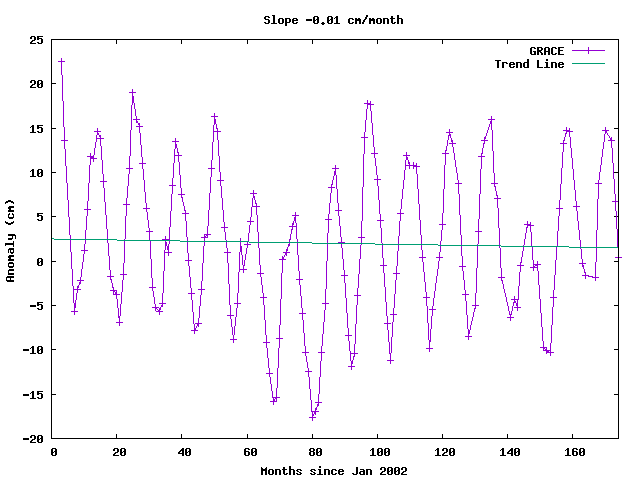 Slope -0.01 cm/month
GRACE
Trend Line
25
20
15
10
5
0
-5
-10
-15
-20
Anomaly (cm)
0 20 40 60 80 100 120 140 160
Months since Jan 2002